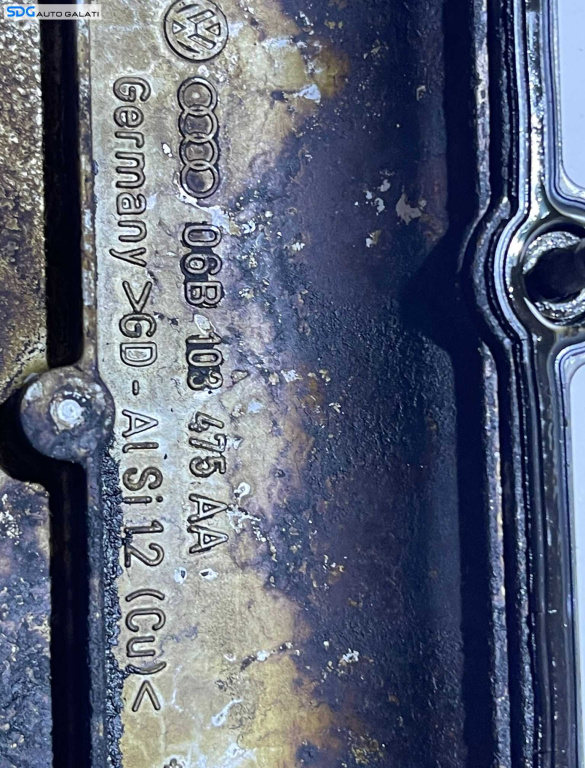 SDG AUTO GALATI
06B 103 475 AA
Germany >GD-AlSi12(Cu)<